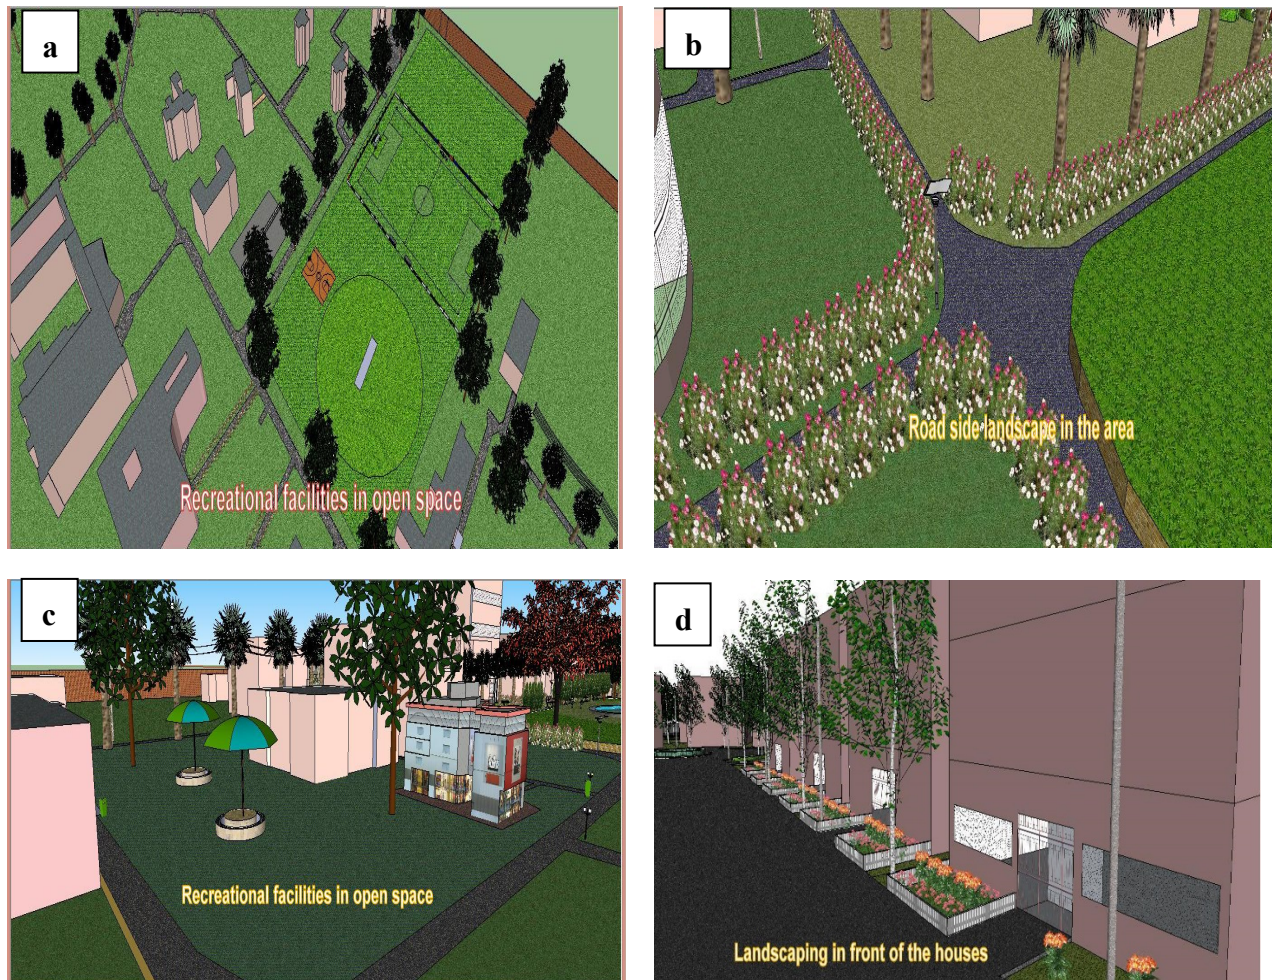 a
b
Recreational facilities in open space
Road side landscape in the area
c
d
Recreational facilities in open space
Landscaping in front of the houses